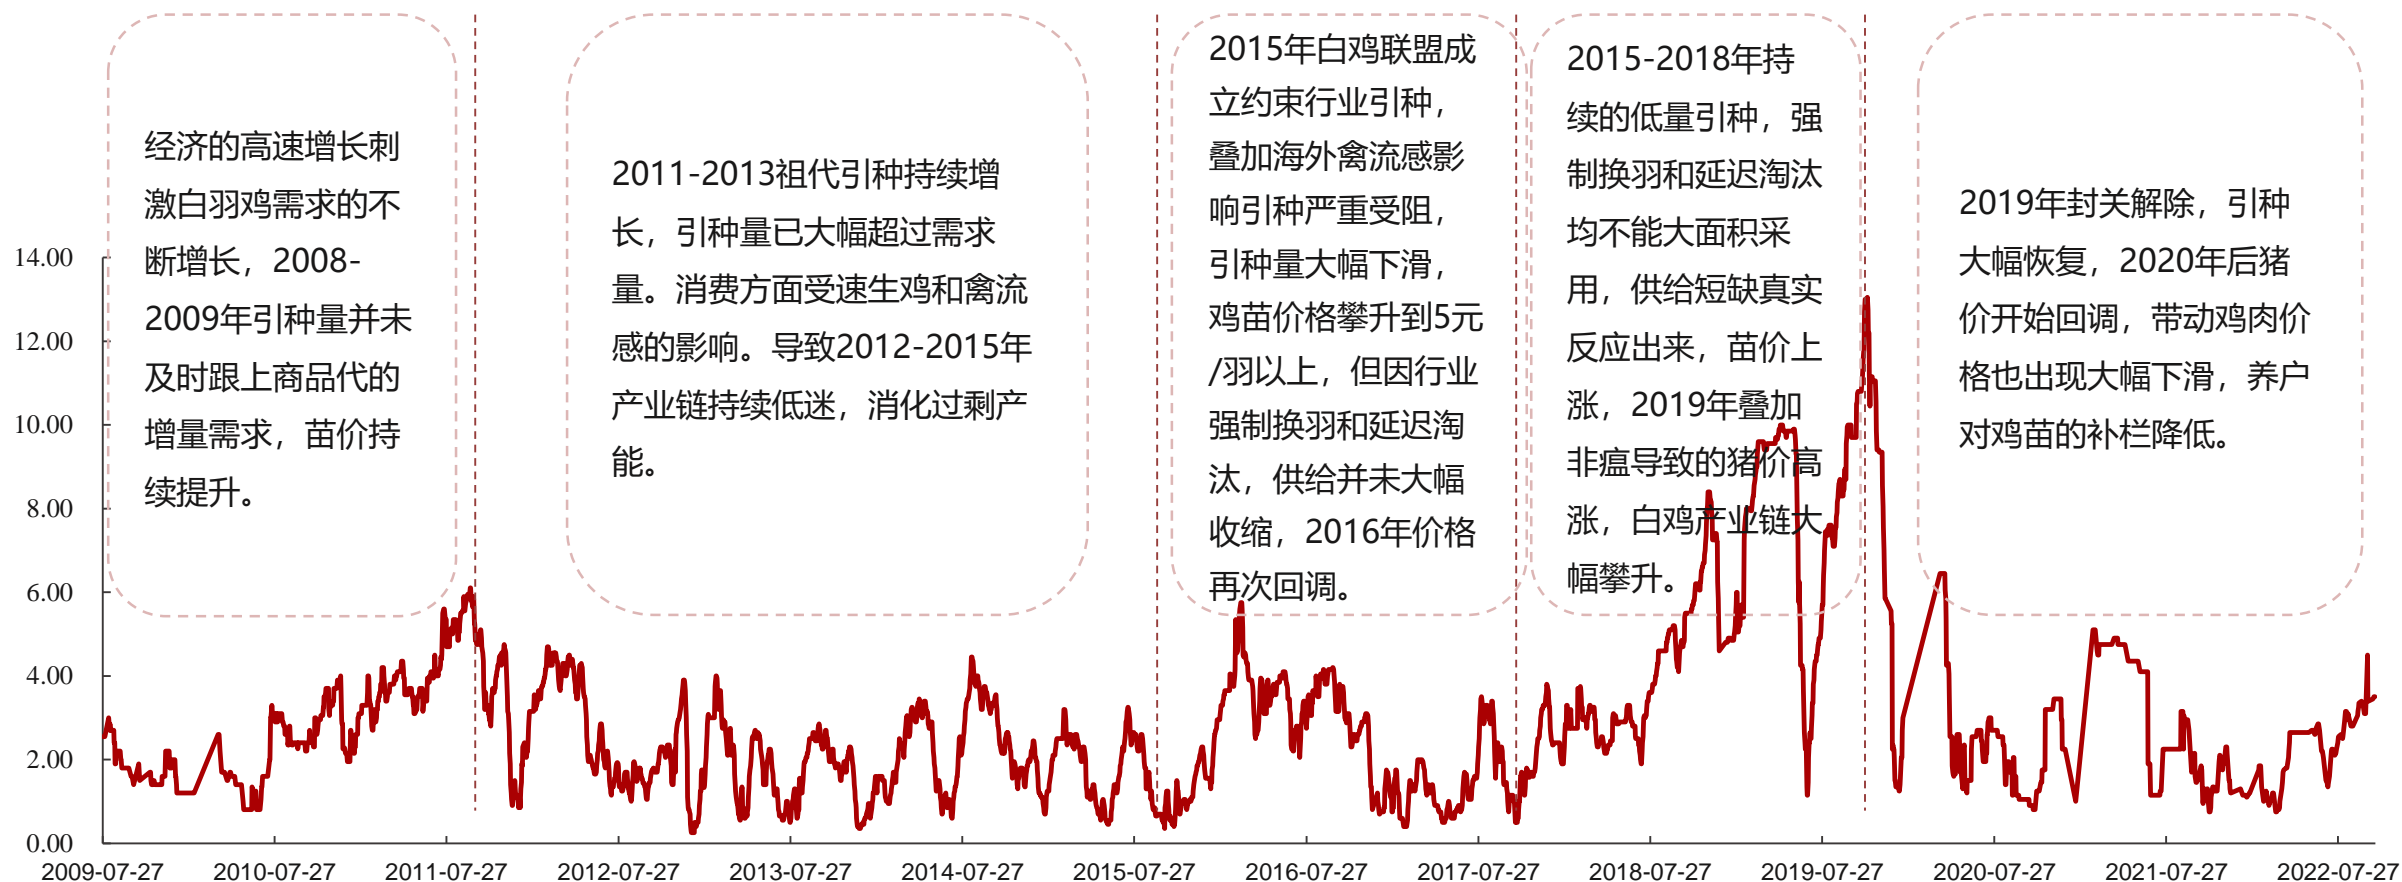 经济的高速增长刺
激白羽鸡需求的不
断增长，2008-
2009年引种量并未
及时跟上商品代的
增量需求，苗价持
续提升。
2011-2013祖代引种持续增
长，引种量已大幅超过需求
量。消费方面受速生鸡和禽流
感的影响。导致2012-2015年
产业链持续低迷，消化过剩产
能。
2015年白鸡联盟成
立约束行业引种，
叠加海外禽流感影
响引种严重受阻，
引种量大幅下滑，
鸡苗价格攀升到5元
/羽以上，但因行业
强制换羽和延迟淘
汰，供给并未大幅
收缩，2016年价格
再次回调。
2015-2018年持
续的低量引种，强
制换羽和延迟淘汰
均不能大面积采
用，供给短缺真实
反应出来，苗价上
涨，2019年叠加
非瘟导致的猪价高
涨，白鸡产业链大
幅攀升。
2019年封关解除，引种
大幅恢复，2020年后猪
价开始回调，带动鸡肉价
格也出现大幅下滑，养户
对鸡苗的补栏降低。
14.00
12.00
10.00
8.00
6.00
4.00
2.00
0.00
2009-07-27
2010-07-27
2011-07-27
2012-07-27
2013-07-27
2014-07-27
2015-07-27
2016-07-27
2017-07-27
2018-07-27
2019-07-27
2020-07-27
2021-07-27
2022-07-27